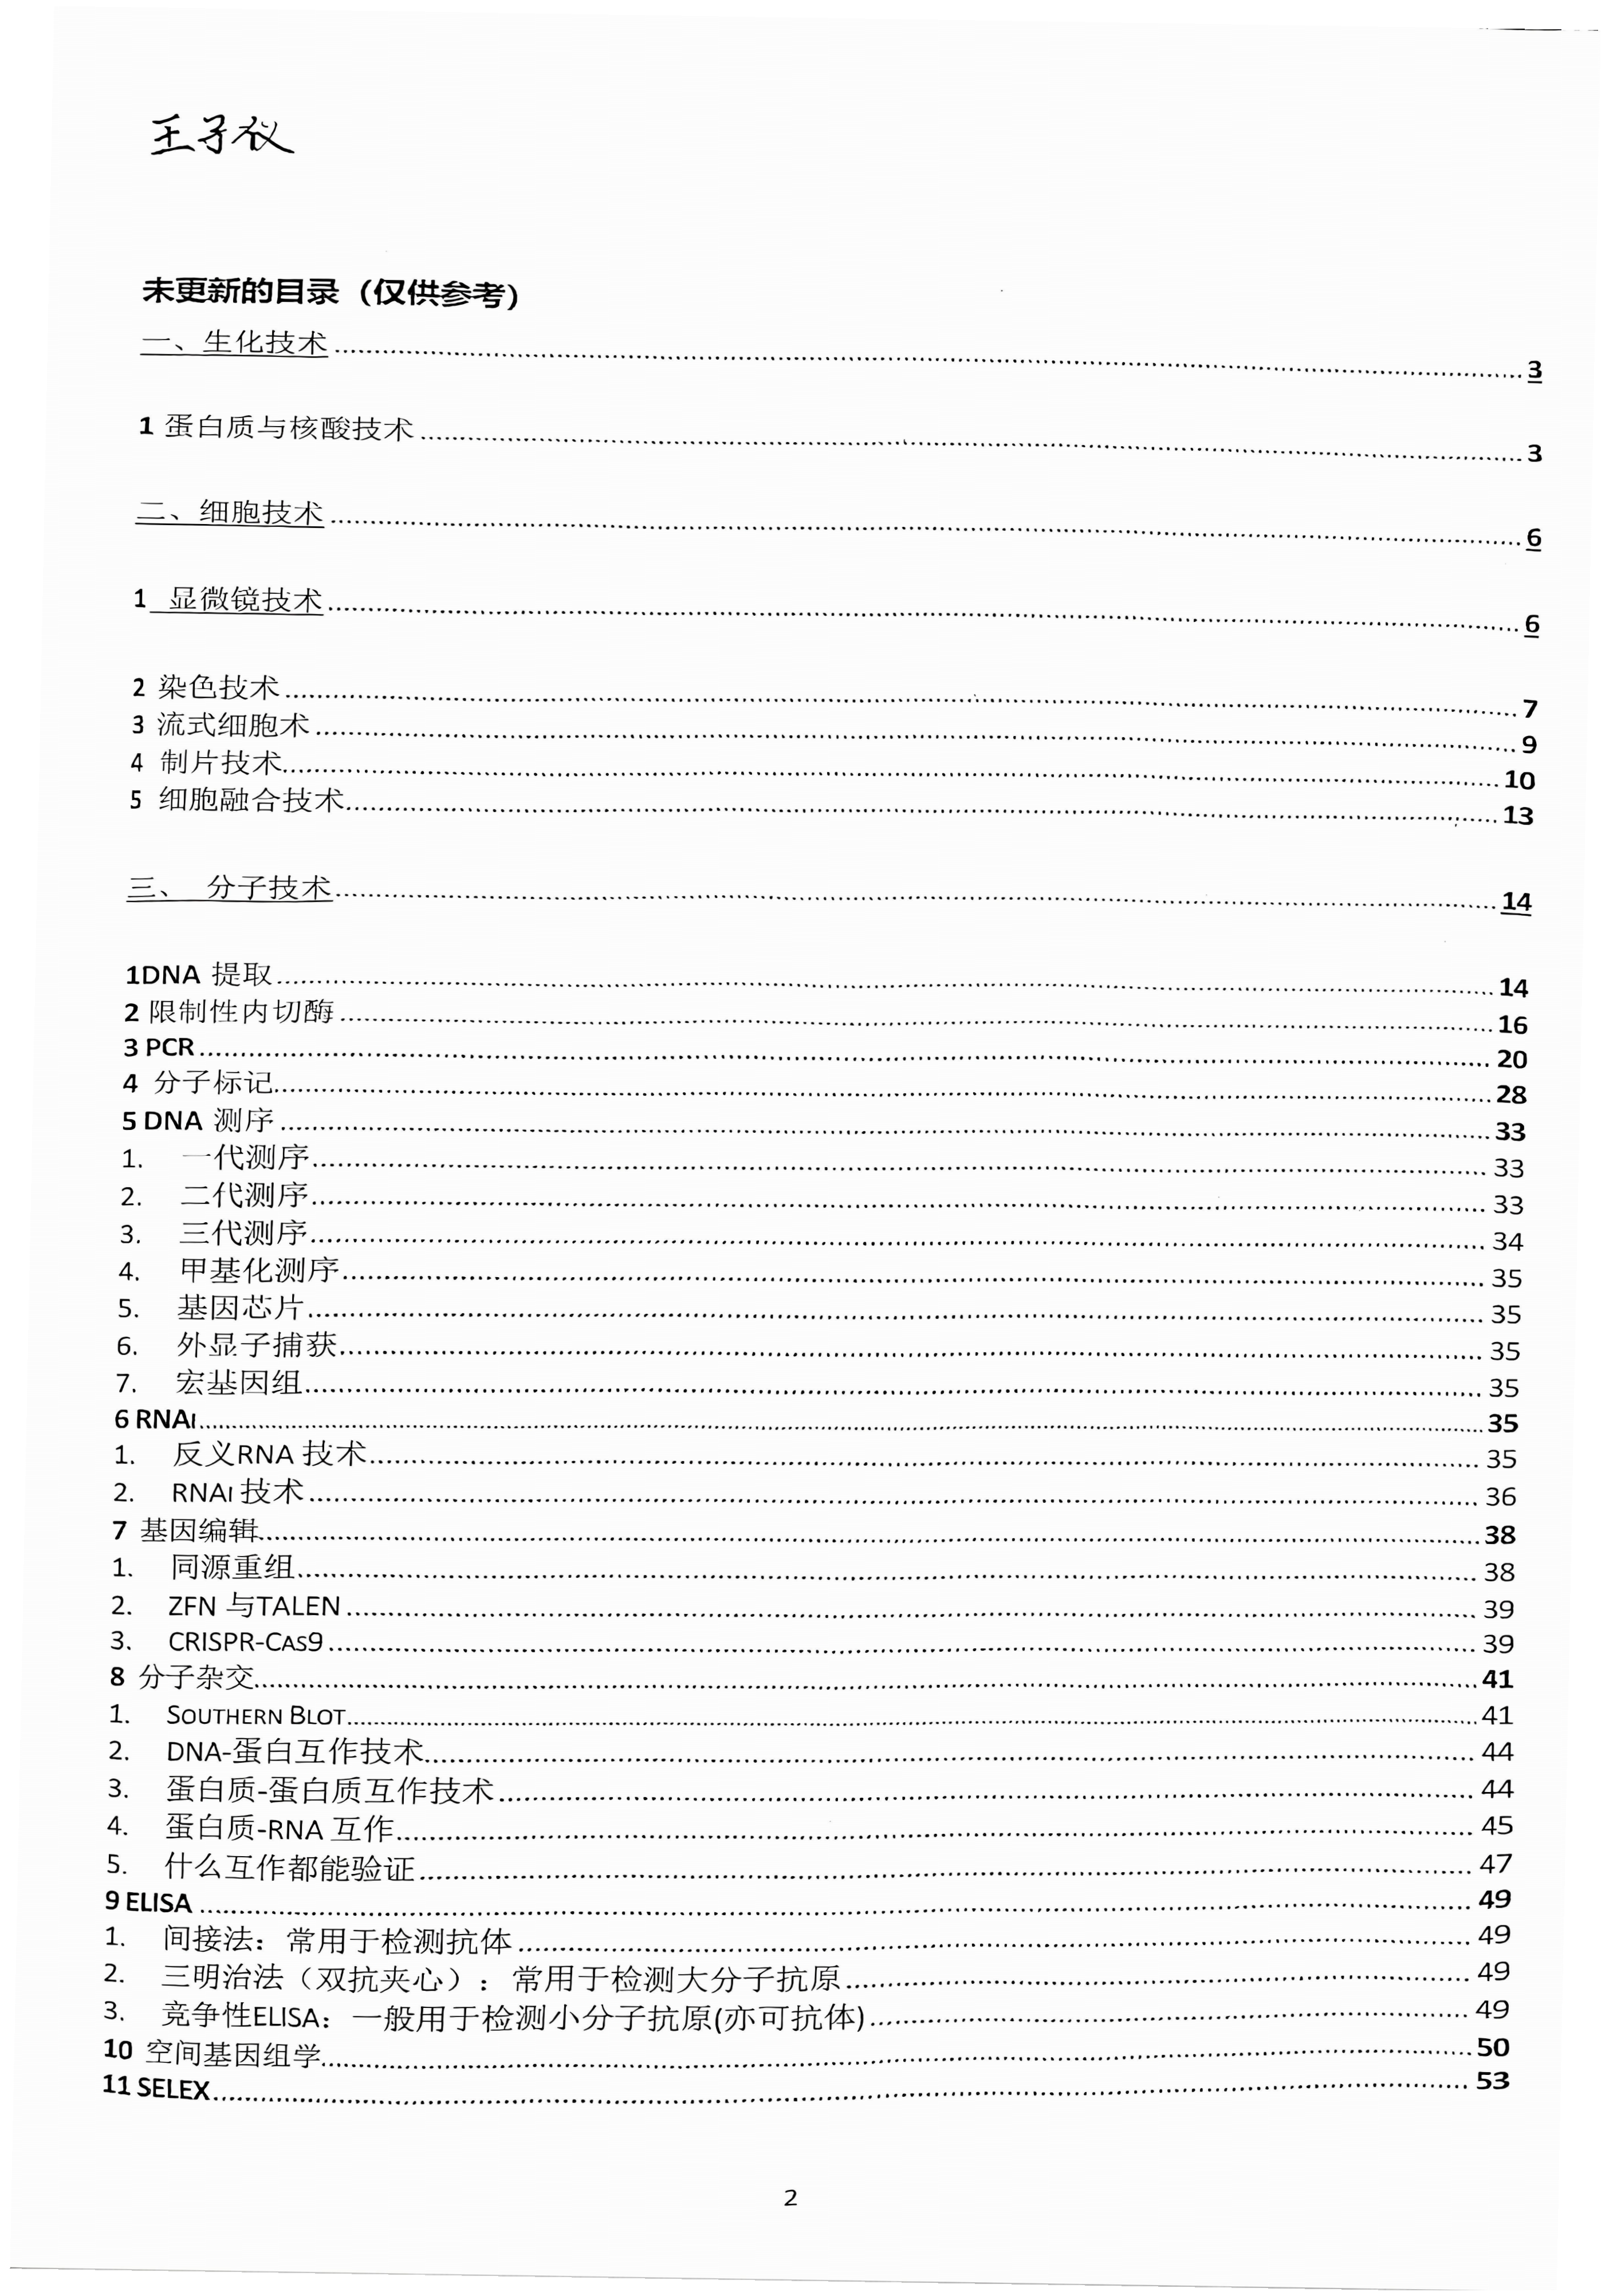 王子仪
未更新的目录（仅供参考）
一、生化技术........3
1 蛋白质与核酸技术........3
二、细胞技术........6
1 显微镜技术........6
2 染色技术........7
3 流式细胞术........9
4 制片技术........10
5 细胞融合技术........13
三、 分子技术........14
1DNA 提取........14
2 限制性内切酶........16
3 PCR........20
4 分子标记........28
5 DNA 测序........33
1. 一代测序........33
2. 二代测序........33
3. 三代测序........34
4. 甲基化测序........35
5. 基因芯片........35
6. 外显子捕获........35
7. 宏基因组........35
6 RNAi........35
1. 反义RNA 技术........35
2. RNAi 技术........36
7 基因编辑........38
1. 同源重组........38
2. ZFN 与TALEN........39
3. CRISPR-CAS9........39
8 分子杂交........41
1. SOUTHERN BLOT........41
2. DNA-蛋白互作技术........44
3. 蛋白质-蛋白质互作技术........44
4. 蛋白质-RNA 互作........45
5. 什么互作都能验证........47
9 ELISA........49
1. 间接法：常用于检测抗体........49
2. 三明治法（双抗夹心）：常用于检测大分子抗原........49
3. 竞争性ELISA：一般用于检测小分子抗原(亦可抗体)........49
10 空间基因组学........50
11 SELEX........53
2